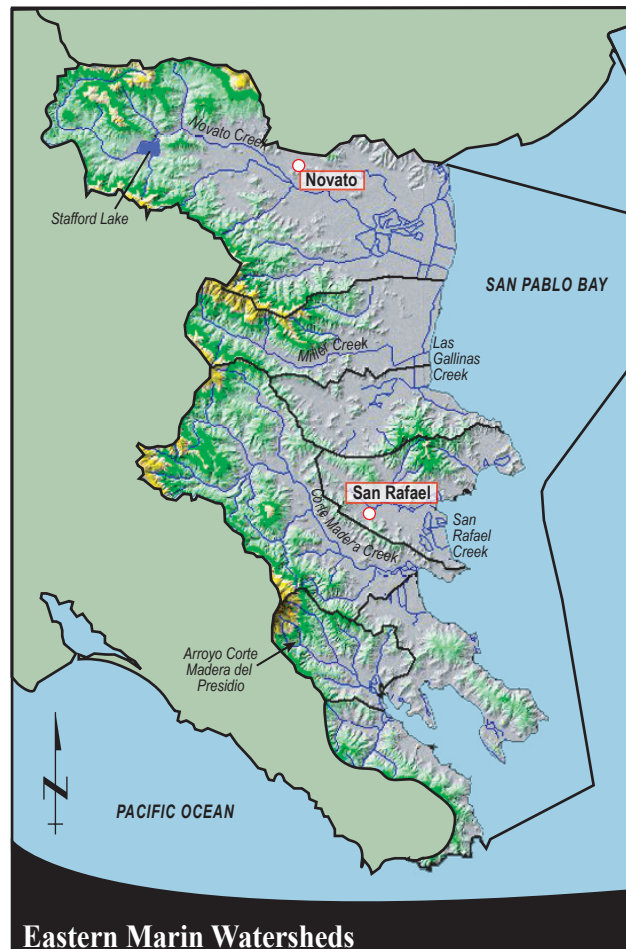 Novato Creek
Novato
Stafford Lake
SAN PABLO BAY
Las
Gallinas
Creek
Miller Creek
San Rafael
Corte Madera Creek
San
Rafael
Creek
Arroyo Corte
Madera del
Presidio
N
PACIFIC OCEAN
Eastern Marin Watersheds